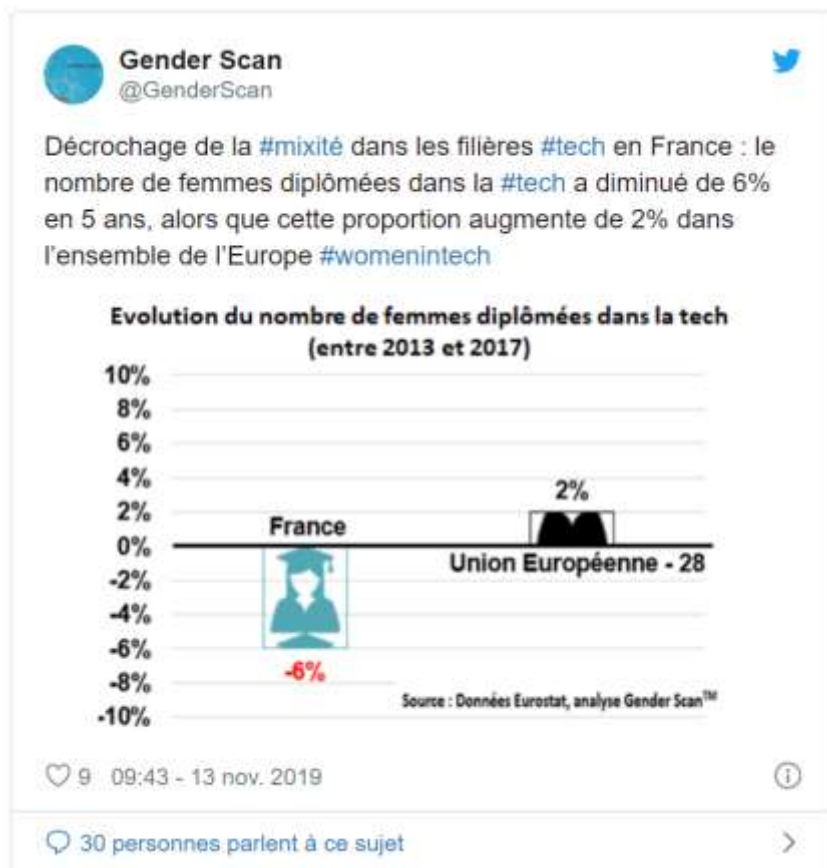 Gender Scan
@GenderScan
Décrochage de la #mixité dans les filières #tech en France : le
nombre de femmes diplômées dans la #tech a diminué de 6%
en 5 ans, alors que cette proportion augmente de 2% dans
l'ensemble de l'Europe #womenintech
Evolution du nombre de femmes diplômées dans la tech
(entre 2013 et 2017)
10%
8%
6%
4%
2%
0%
-2%
-4%
-6%
-8%
-10%
2%
France
Union Européenne - 28
-6%
Source : Données Eurostat, analyse Gender Scan™
9 09:43 - 13 nov. 2019
30 personnes parlent à ce sujet